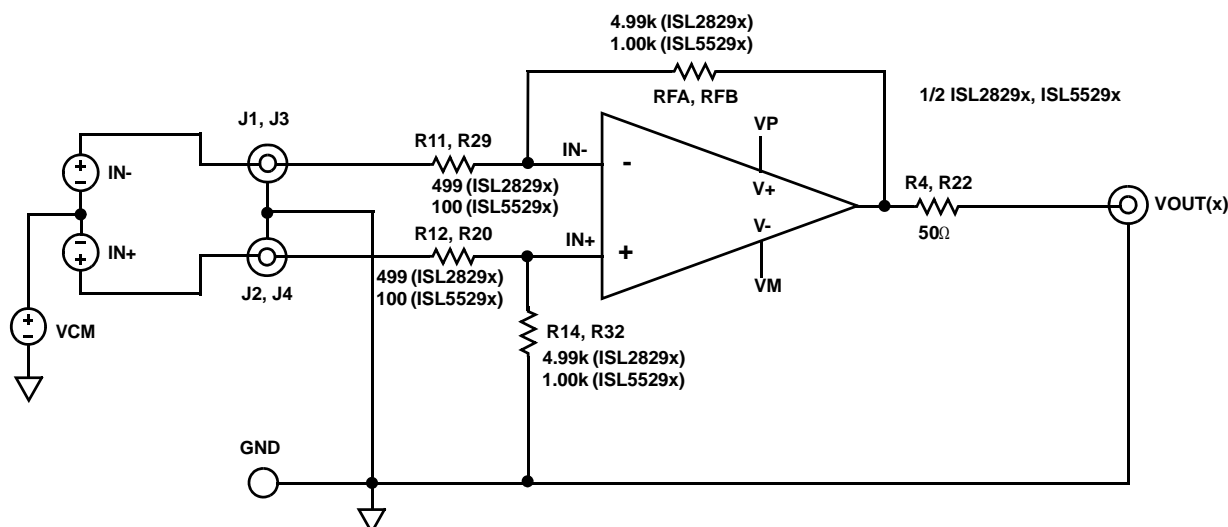 4.99k (ISL2829x)
1.00k (ISL5529x)
RFA, RFB
1/2 ISL2829x, ISL5529x
J1, J3
R11, R29
IN-
VP
-
IN-
499 (ISL2829x)
100 (ISL5529x)
V+
R4, R22
VOUT(x)
50Ω
IN+
R12, R20
IN+
+
V-
VM
499 (ISL2829x)
100 (ISL5529x)
J2, J4
VCM
R14, R32
4.99k (ISL2829x)
1.00k (ISL5529x)
GND